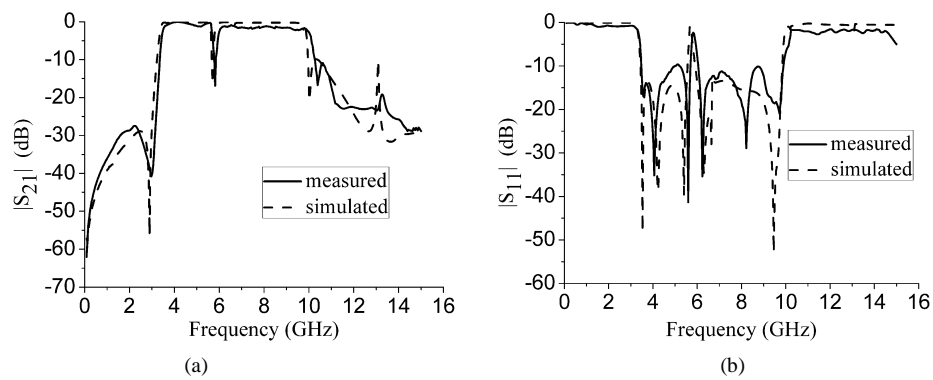 0
-10
-20
-30
-40
-50
-60
-70
|S21| (dB)
measured
simulated
0 2 4 6 8 10 12 14 16
Frequency (GHz)
(a)
0
-10
-20
-30
-40
-50
-60
|S11| (dB)
measured
simulated
0 2 4 6 8 10 12 14 16
Frequency (GHz)
(b)